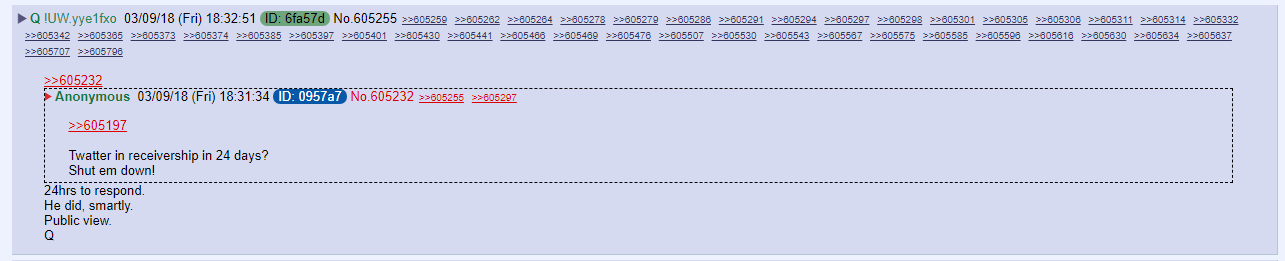 ▶ Q !UW.yye1fxo 03/09/18 (Fri) 18:32:51 ID: 6fa57d No.605255 >>605259 >>605262 >>605264 >>605278 >>605279 >>605286 >>605291 >>605294 >>605297 >>605298 >>605301 >>605305 >>605306 >>605311 >>605314 >>605332
>>605342 >>605365 >>605373 >>605374 >>605385 >>605397 >>605401 >>605430 >>605441 >>605466 >>605469 >>605476 >>605507 >>605530 >>605543 >>605567 >>605575 >>605585 >>605596 >>605616 >>605630 >>605634 >>605637
>>605707 >>605796
>>605232
▶ Anonymous 03/09/18 (Fri) 18:31:34 ID: 0957a7 No.605232 >>605255 >>605297
>>605197
Twatter in receivership in 24 days?
Shut em down!
24hrs to respond.
He did, smartly.
Public view.
Q